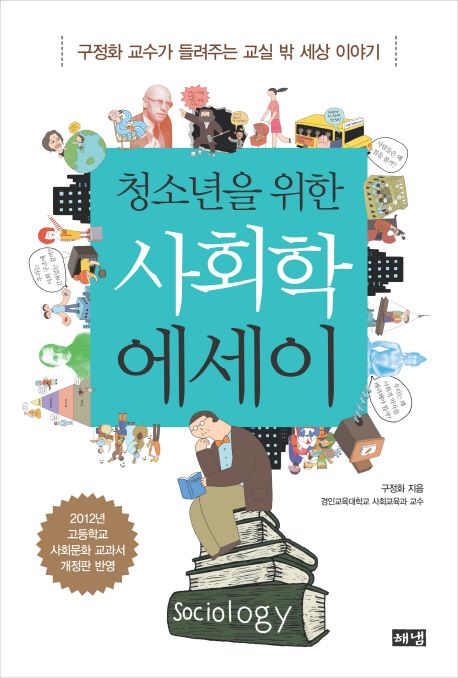 구정화 교수가 들려주는 교실 밖 세상 이야기
청소년을 위한
사회학
에세이
구정화 지음
경인교육대학교 사회교육과 교수
2012년
고등학교
사회문화 교과서
개정판 반영
Sociology
해냄